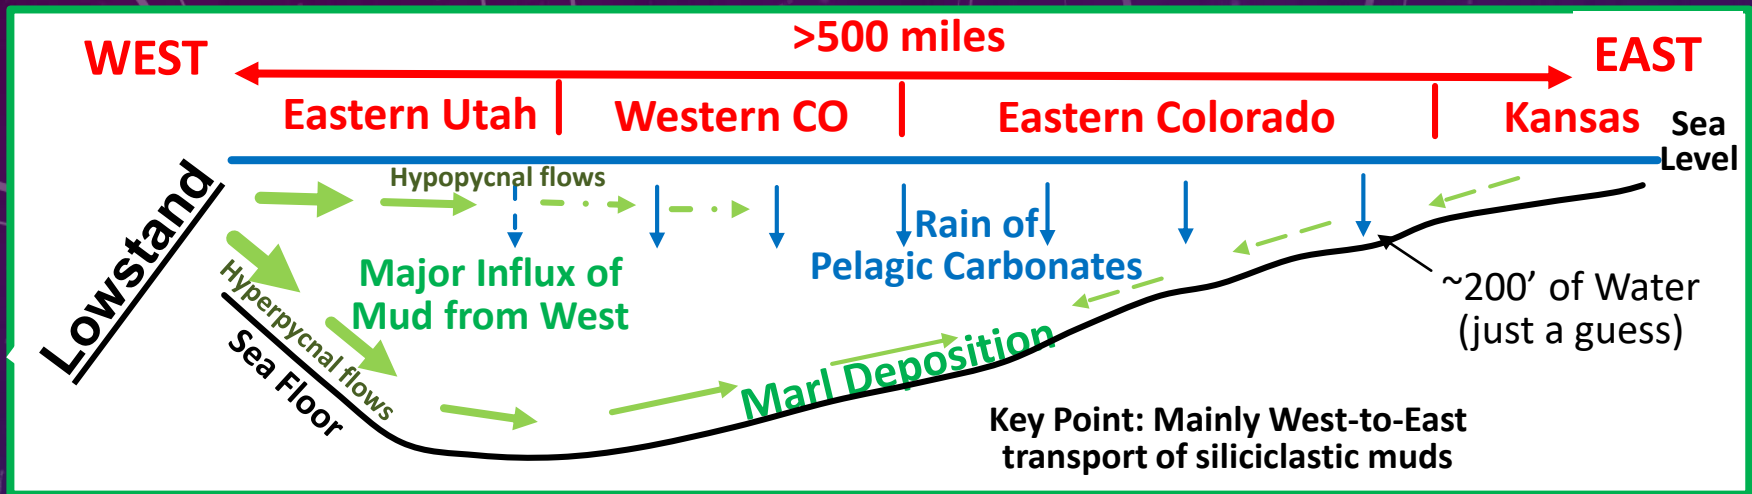 >500 miles
WEST
EAST
Eastern Utah
Western CO
Eastern Colorado
Kansas
Sea
Level
Lowstand
Hypopycnal flows
Rain of
Pelagic Carbonates
Major Influx of
Mud from West
Hyperpycnal flows
Sea Floor
~200’ of Water
(just a guess)
Marl Deposition
Key Point: Mainly West-to-East
transport of siliciclastic muds